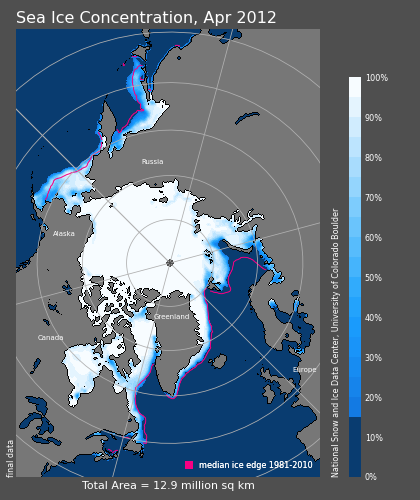 Sea Ice Concentration, Apr 2012
Russia
Alaska
Greenland
Canada
Europe
median ice edge 1981-2010
final data
Total Area = 12.9 million sq km
100%
90%
80%
70%
60%
50%
40%
30%
20%
10%
0%
National Snow and Ice Data Center, University of Colorado Boulder